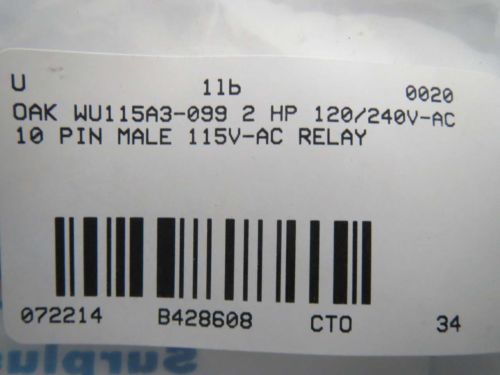 U 1lb 0020
OAK WU115A3-099 2 HP 120/240V-AC
10 PIN MALE 115V-AC RELAY
072214 B428608 CTO 34
Surplus